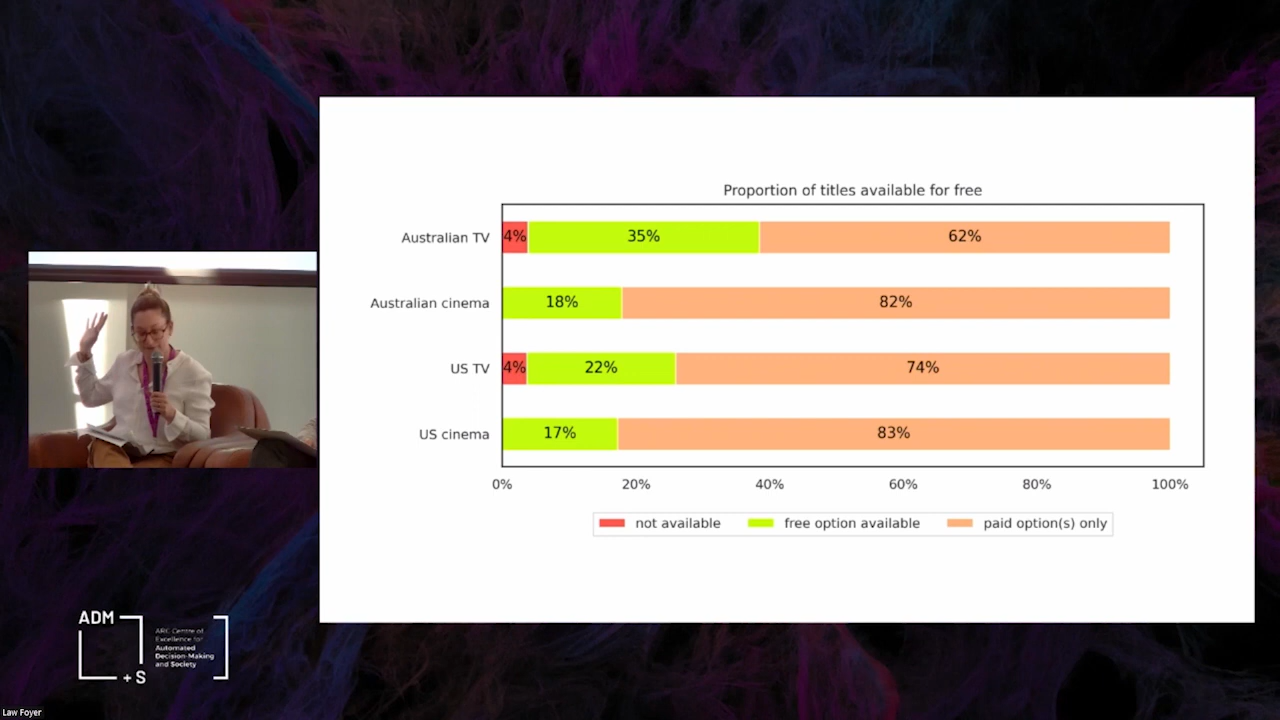 Proportion of titles available for free
Australian TV 4% 35% 62%
Australian cinema 18% 82%
US TV 4% 22% 74%
US cinema 17% 83%
0% 20% 40% 60% 80% 100%
not available free option available paid option(s) only
ADM
+ S
ARC Centre of
Excellence for
Automated
Decision-Making
and Society
Law Foyer